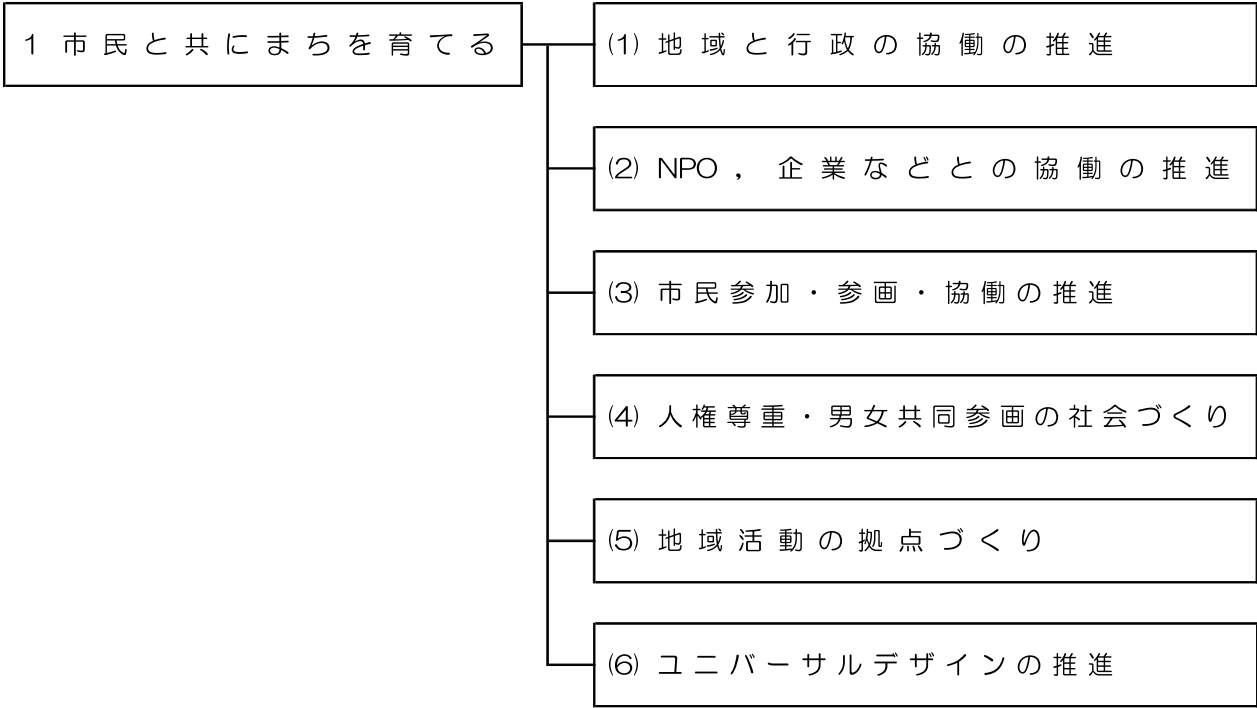 1 市民と共にまちを育てる
⑴ 地域と行政の協働の推進
⑵ NPO，企業などとの協働の推進
⑶ 市民参加・参画・協働の推進
⑷ 人権尊重・男女共同参画の社会づくり
⑸ 地域活動の拠点づくり
⑹ ユニバーサルデザインの推進